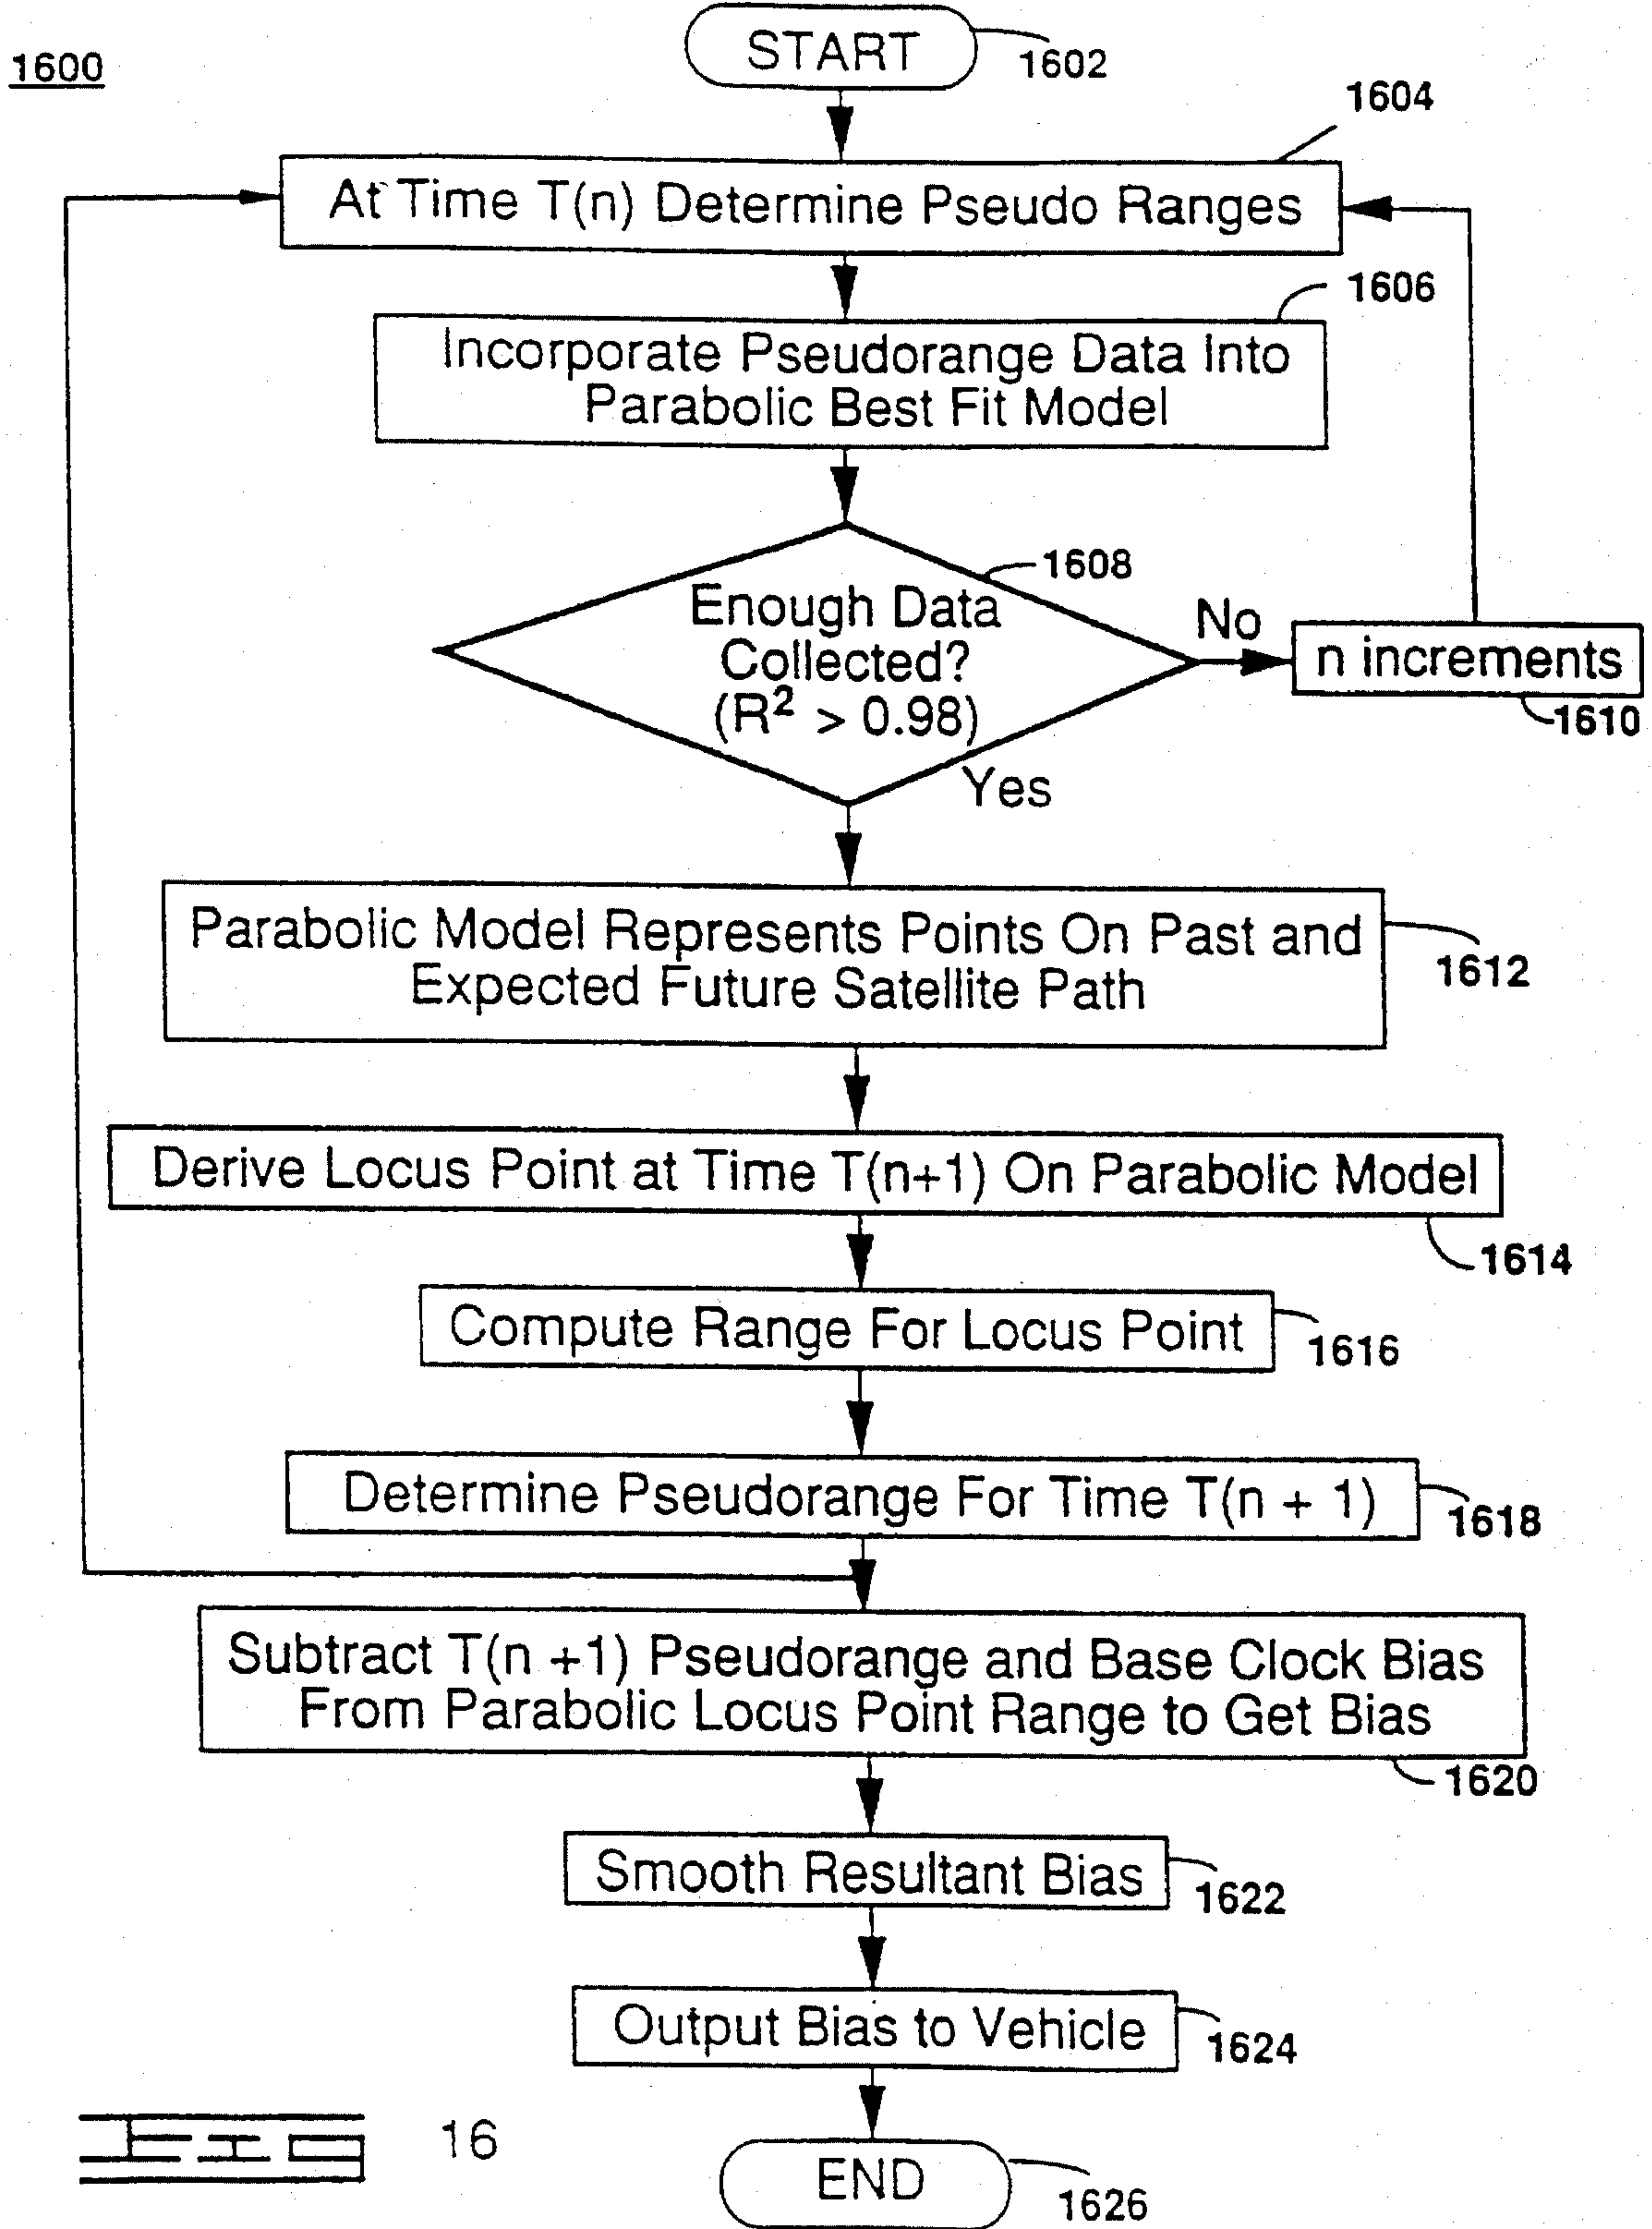 1600
START
1602
1604
At Time T(n) Determine Pseudo Ranges
1606
Incorporate Pseudorange Data Into
Parabolic Best Fit Model
1608
Enough Data
Collected?
(R² > 0.98)
No
n increments
1610
Yes
Parabolic Model Represents Points On Past and
Expected Future Satellite Path
1612
Derive Locus Point at Time T(n+1) On Parabolic Model
1614
Compute Range For Locus Point
1616
Determine Pseudorange For Time T(n + 1)
1618
Subtract T(n +1) Pseudorange and Base Clock Bias
From Parabolic Locus Point Range to Get Bias
1620
Smooth Resultant Bias
1622
Output Bias to Vehicle
1624
FIG 16
END
1626